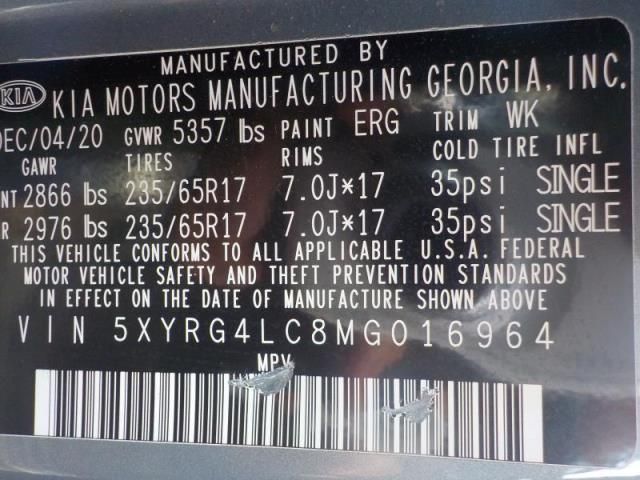 MANUFACTURED BY
KIA KIA MOTORS MANUFACTURING GEORGIA, INC.
DEC/04/20 GVWR 5357 lbs PAINT ERG TRIM WK
GAWR TIRES RIMS COLD TIRE INFL
NT 2866 lbs 235/65R17 7.0J*17 35psi SINGLE
R 2976 lbs 235/65R17 7.0J*17 35psi SINGLE
THIS VEHICLE CONFORMS TO ALL APPLICABLE U.S.A. FEDERAL
MOTOR VEHICLE SAFETY AND THEFT PREVENTION STANDARDS
IN EFFECT ON THE DATE OF MANUFACTURE SHOWN ABOVE
VIN 5XYRG4LC8MG016964
MPV